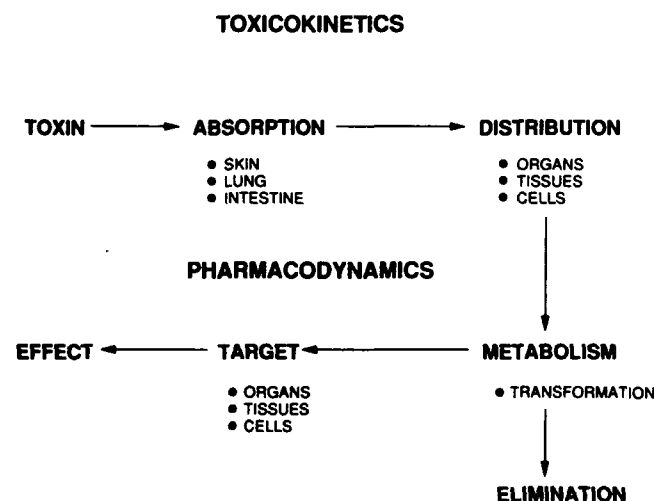 TOXICOKINETICS
TOXIN ABSORPTION DISTRIBUTION
● SKIN
● LUNG
● INTESTINE
● ORGANS
● TISSUES
● CELLS
PHARMACODYNAMICS
EFFECT TARGET METABOLISM
● ORGANS
● TISSUES
● CELLS
● TRANSFORMATION
ELIMINATION